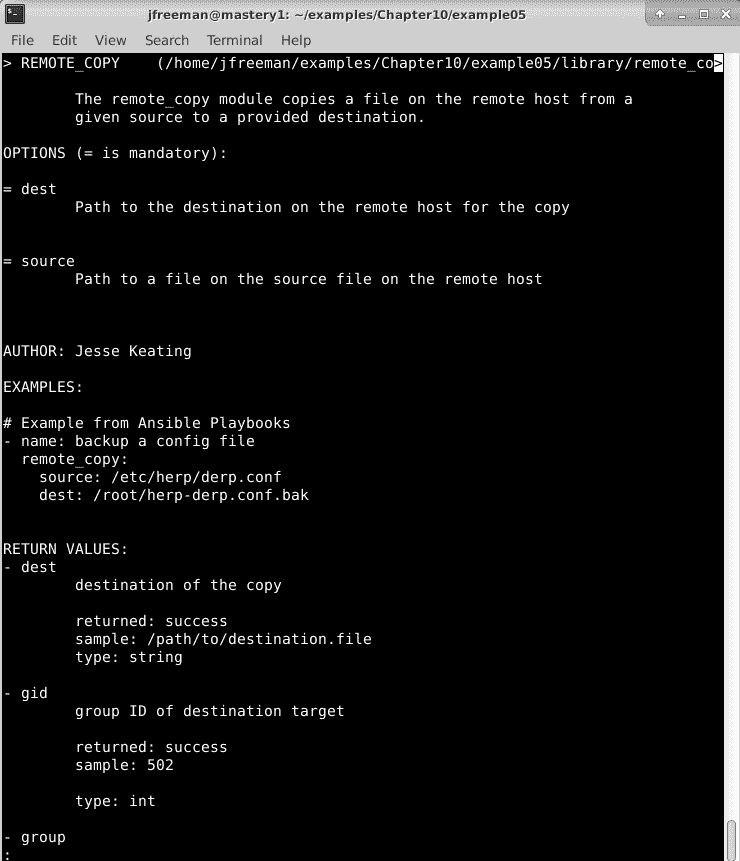 jfreeman@mastery1: ~/examples/Chapter10/example05
File Edit View Search Terminal Help
> REMOTE_COPY    (/home/jfreeman/examples/Chapter10/example05/library/remote_co>
        The remote_copy module copies a file on the remote host from a
        given source to a provided destination.
OPTIONS (= is mandatory):
= dest
        Path to the destination on the remote host for the copy
= source
        Path to a file on the source file on the remote host
AUTHOR: Jesse Keating
EXAMPLES:
# Example from Ansible Playbooks
- name: backup a config file
  remote_copy:
    source: /etc/herp/derp.conf
    dest: /root/herp-derp.conf.bak
RETURN VALUES:
- dest
        destination of the copy
        returned: success
        sample: /path/to/destination.file
        type: string
- gid
        group ID of destination target
        returned: success
        sample: 502
        type: int
- group
: